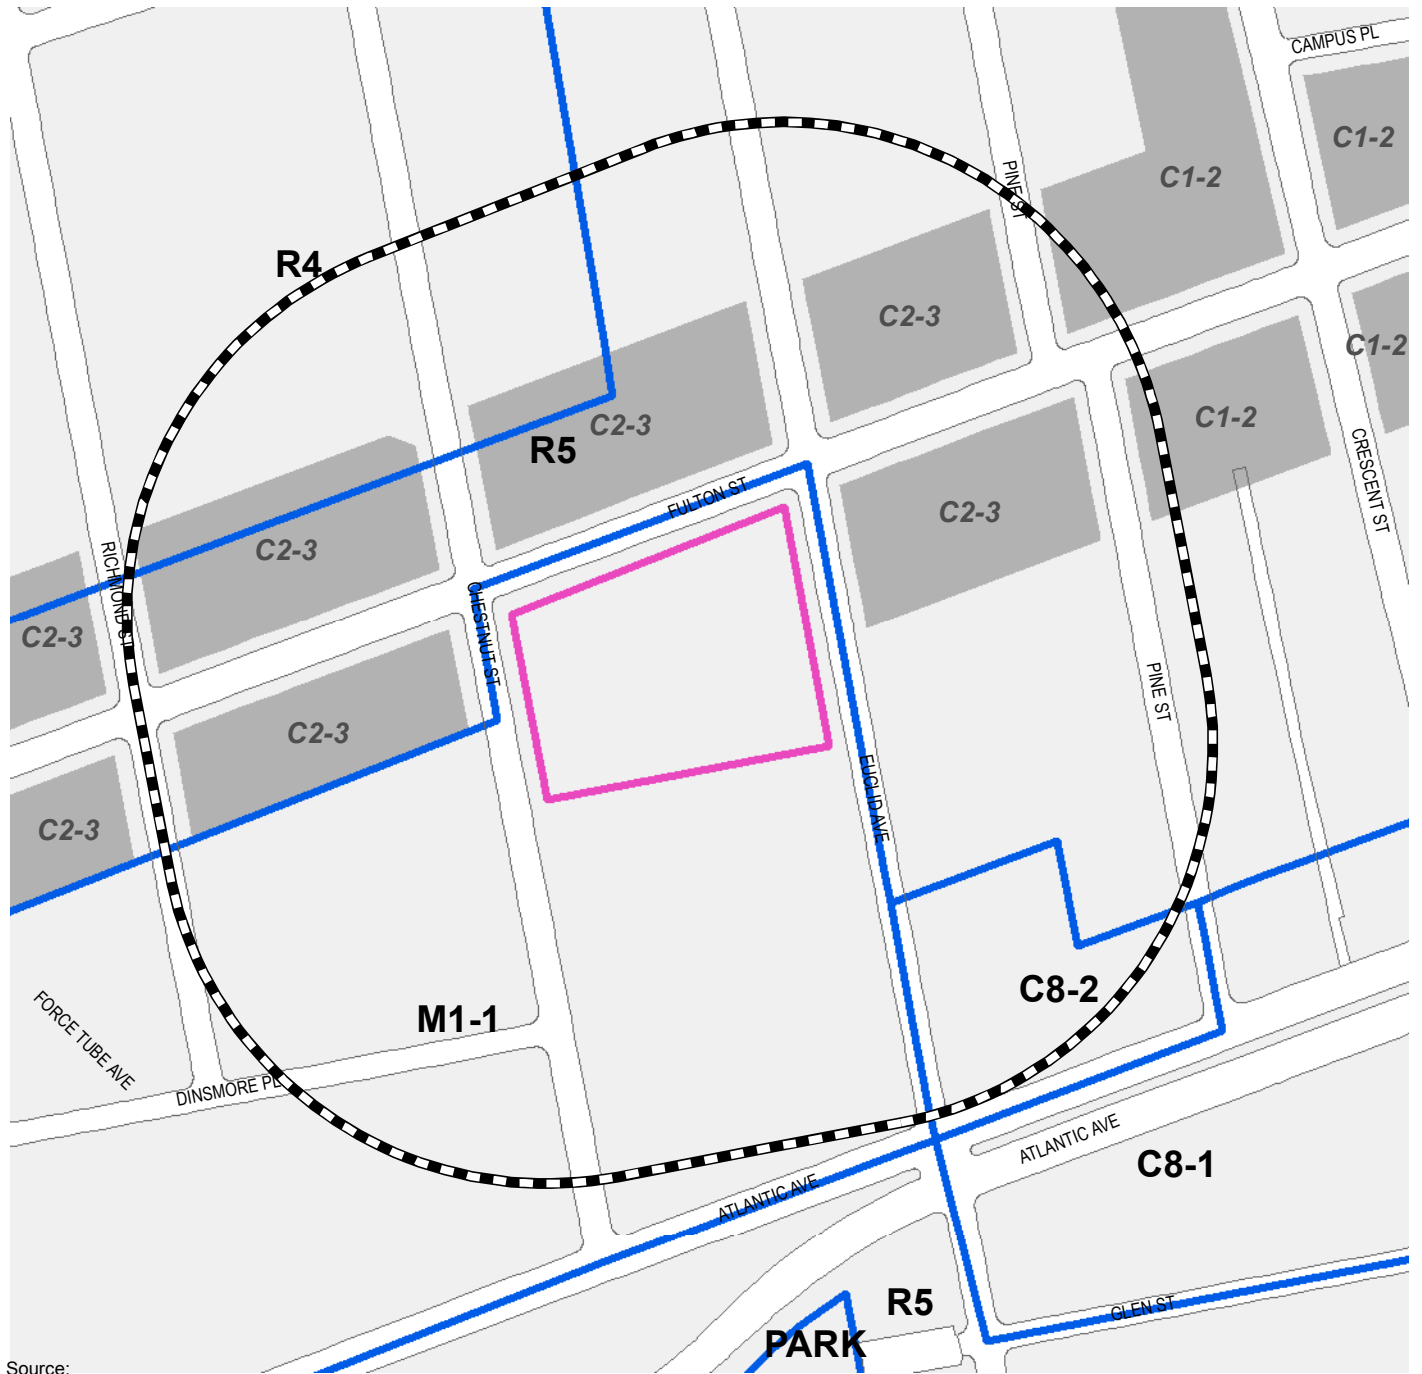 CAMPUS PL
C1-2
PINE ST
C1-2
R4
C2-3
C1-2
C1-2
C2-3
R5
CRESCENT ST
FULTON ST
C2-3
C2-3
RICHMOND ST
CHESTNUT ST
C2-3
PINE ST
C2-3
EUCLID AVE
C2-3
C8-2
M1-1
FORCE TUBE AVE
DINSMORE PL
ATLANTIC AVE
C8-1
ATLANTIC AVE
R5
GLEN ST
PARK
Source: